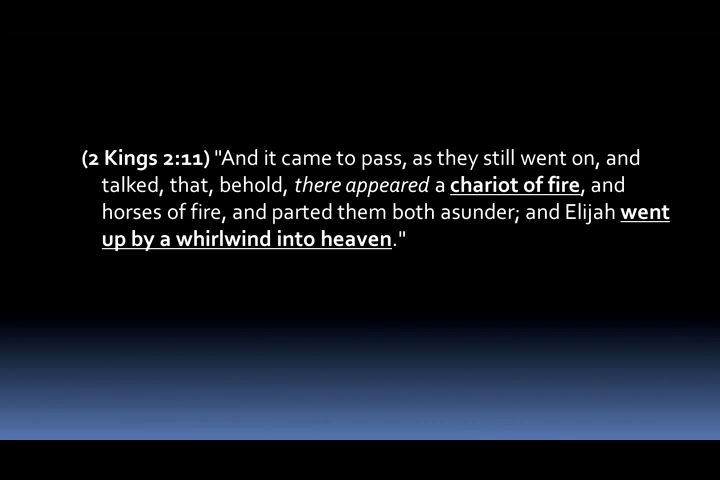 (2 Kings 2:11) "And it came to pass, as they still went on, and
talked, that, behold, there appeared a chariot of fire, and
horses of fire, and parted them both asunder; and Elijah went
up by a whirlwind into heaven."